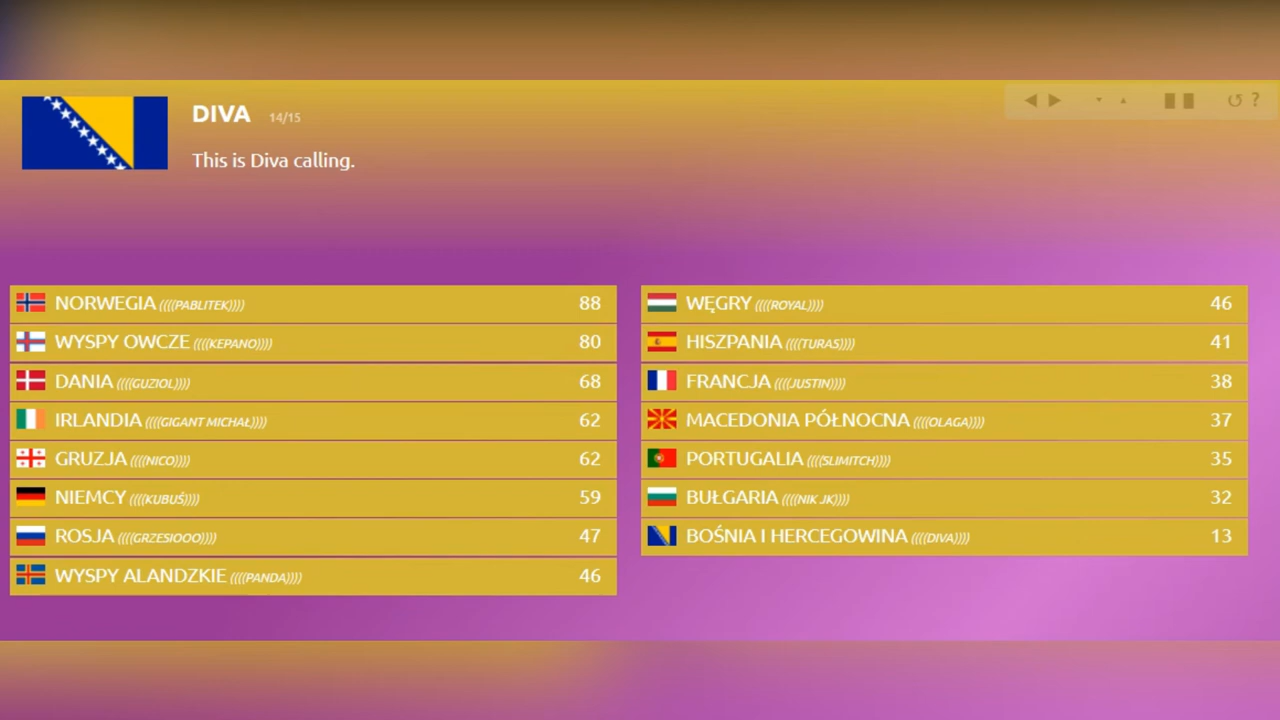 DIVA 14/15
This is Diva calling.
NORWEGIA ((((PABLITEK)))) 88
WYSPY OWCZE ((((KEPANO)))) 80
DANIA ((((GUZIOL)))) 68
IRLANDIA ((((GIGANT MICHAŁ)))) 62
GRUZJA ((((NICO)))) 62
NIEMCY ((((KUBUŚ)))) 59
ROSJA ((((GRZESIOOO)))) 47
WYSPY ALANDZKIE ((((PANDA)))) 46
WĘGRY ((((ROYAL)))) 46
HISZPANIA ((((TURAS)))) 41
FRANCJA ((((JUSTIN)))) 38
MACEDONIA PÓŁNOCNA ((((OLAGA)))) 37
PORTUGALIA ((((SLIMITCH)))) 35
BUŁGARIA ((((NIK JK)))) 32
BOŚNIA I HERCEGOWINA ((((DIVA)))) 13